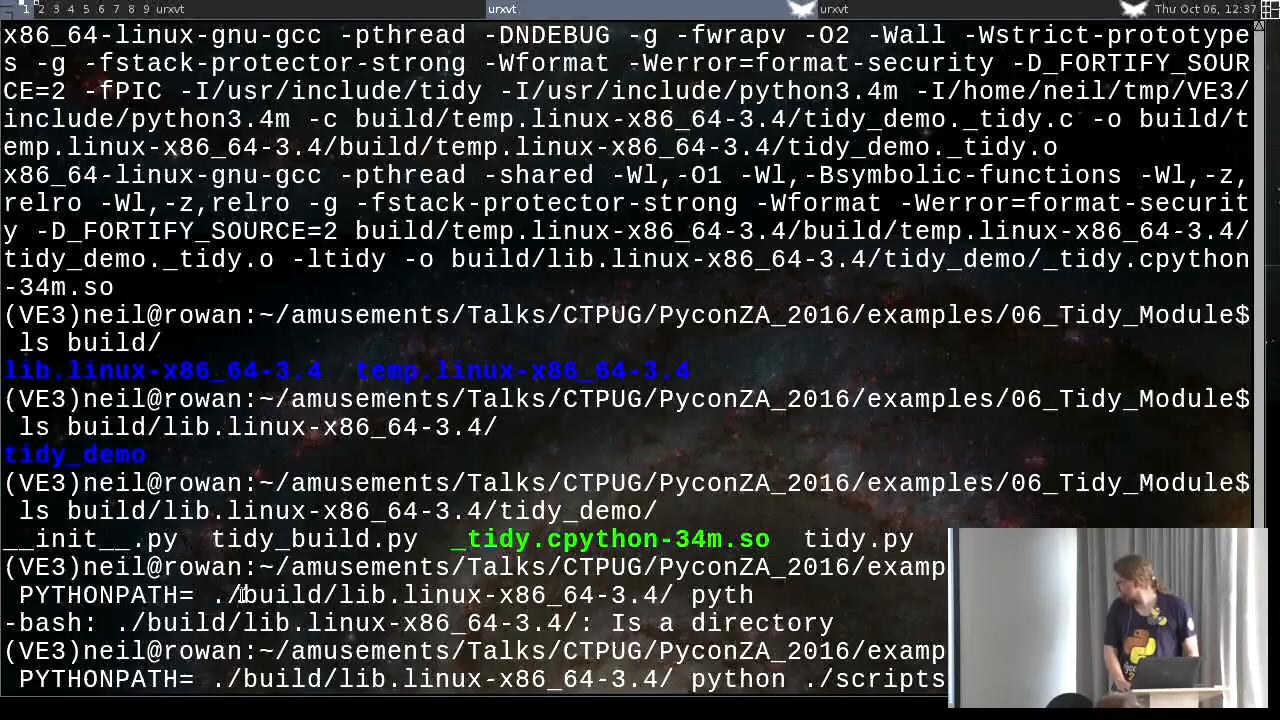 1 2 3 4 5 6 7 8 9 urxvt urxvt urxvt Thu Oct 06, 12:37
x86_64-linux-gnu-gcc -pthread -DNDEBUG -g -fwrapv -O2 -Wall -Wstrict-prototype
s -g -fstack-protector-strong -Wformat -Werror=format-security -D_FORTIFY_SOUR
CE=2 -fPIC -I/usr/include/tidy -I/usr/include/python3.4m -I/home/neil/tmp/VE3/
include/python3.4m -c build/temp.linux-x86_64-3.4/tidy_demo._tidy.c -o build/t
emp.linux-x86_64-3.4/build/temp.linux-x86_64-3.4/tidy_demo._tidy.o
x86_64-linux-gnu-gcc -pthread -shared -Wl,-O1 -Wl,-Bsymbolic-functions -Wl,-z,
relro -Wl,-z,relro -g -fstack-protector-strong -Wformat -Werror=format-securit
y -D_FORTIFY_SOURCE=2 build/temp.linux-x86_64-3.4/build/temp.linux-x86_64-3.4/
tidy_demo._tidy.o -ltidy -o build/lib.linux-x86_64-3.4/tidy_demo/_tidy.cpython
-34m.so
(VE3)neil@rowan:~/amusements/Talks/CTPUG/PyconZA_2016/examples/06_Tidy_Module$
ls build/
lib.linux-x86_64-3.4 temp.linux-x86_64-3.4
(VE3)neil@rowan:~/amusements/Talks/CTPUG/PyconZA_2016/examples/06_Tidy_Module$
ls build/lib.linux-x86_64-3.4/
tidy_demo
(VE3)neil@rowan:~/amusements/Talks/CTPUG/PyconZA_2016/examples/06_Tidy_Module$
ls build/lib.linux-x86_64-3.4/tidy_demo/
__init__.py tidy_build.py _tidy.cpython-34m.so tidy.py
(VE3)neil@rowan:~/amusements/Talks/CTPUG/PyconZA_2016/examp
PYTHONPATH= ./build/lib.linux-x86_64-3.4/ pyth
-bash: ./build/lib.linux-x86_64-3.4/: Is a directory
(VE3)neil@rowan:~/amusements/Talks/CTPUG/PyconZA_2016/examp
PYTHONPATH= ./build/lib.linux-x86_64-3.4/ python ./scripts